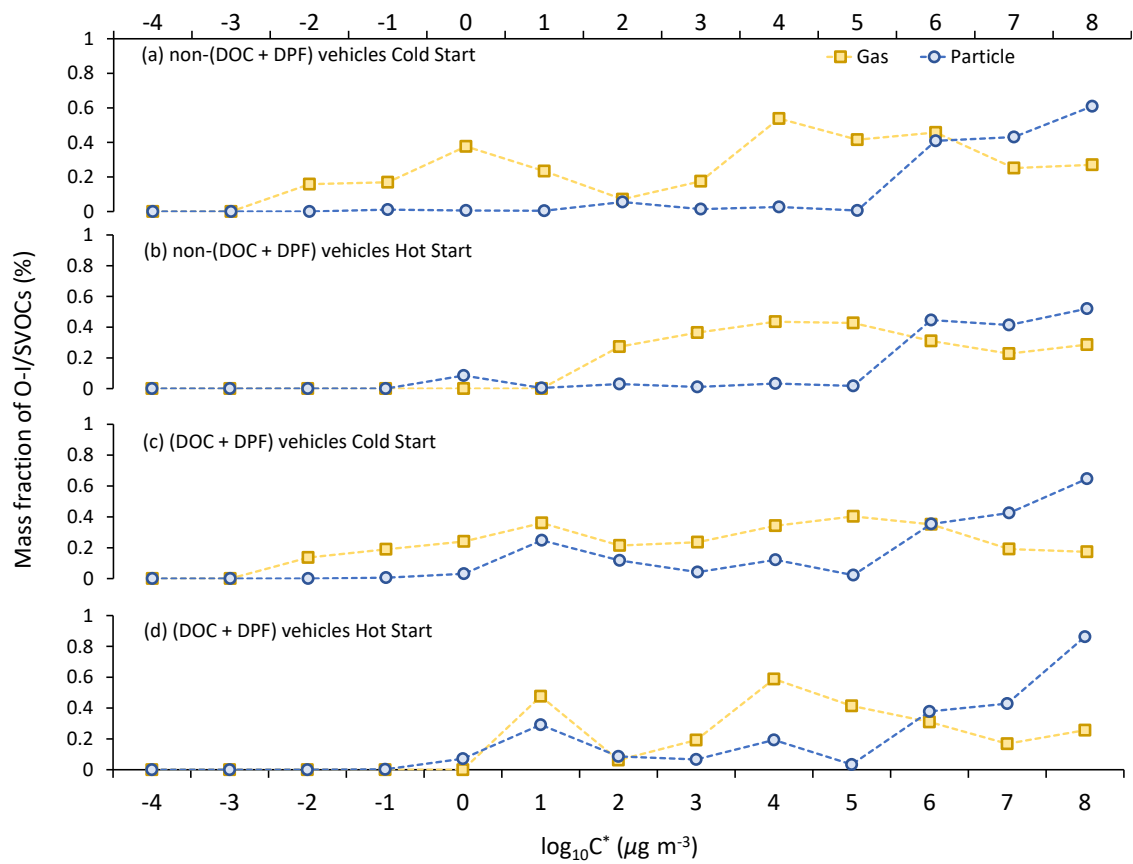 -4 -3 -2 -1 0 1 2 3 4 5 6 7 8
1
(a) non-(DOC + DPF) vehicles Cold Start
Gas Particle
0.8
0.6
0.4
0.2
0
1
(b) non-(DOC + DPF) vehicles Hot Start
0.8
0.6
0.4
0.2
0
Mass fraction of O-I/SVOCs (%)
1
(c) (DOC + DPF) vehicles Cold Start
0.8
0.6
0.4
0.2
0
1
(d) (DOC + DPF) vehicles Hot Start
0.8
0.6
0.4
0.2
0
-4 -3 -2 -1 0 1 2 3 4 5 6 7 8
log₁₀C* (μg m⁻³)